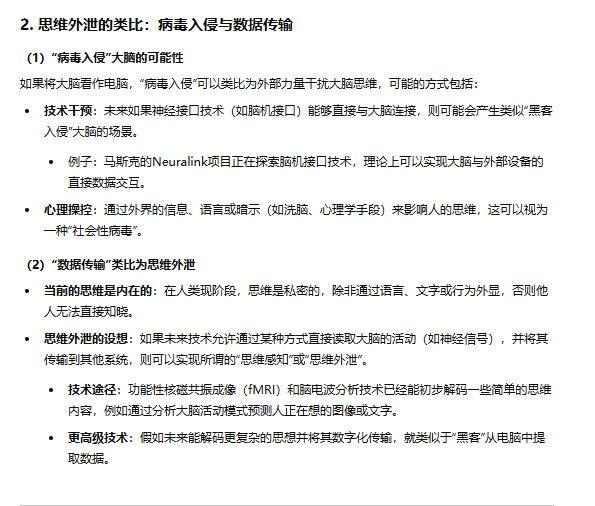 2. 思维外泄的类比：病毒入侵与数据传输
（1）“病毒入侵”大脑的可能性
如果将大脑看作电脑，“病毒入侵”可以类比为外部力量干扰大脑思维，可能的方式包括：
• 技术干预：未来如果神经接口技术（如脑机接口）能够直接与大脑连接，则可能会产生类似“黑客
入侵”大脑的场景。
• 例子：马斯克的Neuralink项目正在探索脑机接口技术，理论上可以实现大脑与外部设备的
直接数据交互。
• 心理操控：通过外界的信息、语言或暗示（如洗脑、心理学手段）来影响人的思维，这可以视为
一种“社会性病毒”。
（2）“数据传输”类比为思维外泄
• 当前的思维是内在的：在人类现阶段，思维是私密的，除非通过语言、文字或行为外显，否则他
人无法直接知晓。
• 思维外泄的设想：如果未来技术允许通过某种方式直接读取大脑的活动（如神经信号），并将其
传输到其他系统，则可以实现所谓的“思维感知”或“思维外泄”。
• 技术途径：功能性核磁共振成像（fMRI）和脑电波分析技术已经能初步解码一些简单的思维
内容，例如通过分析大脑活动模式预测人正在想的图像或文字。
• 更高级技术：假如未来能解码更复杂的思想并将其数字化传输，就类似于“黑客”从电脑中提
取数据。